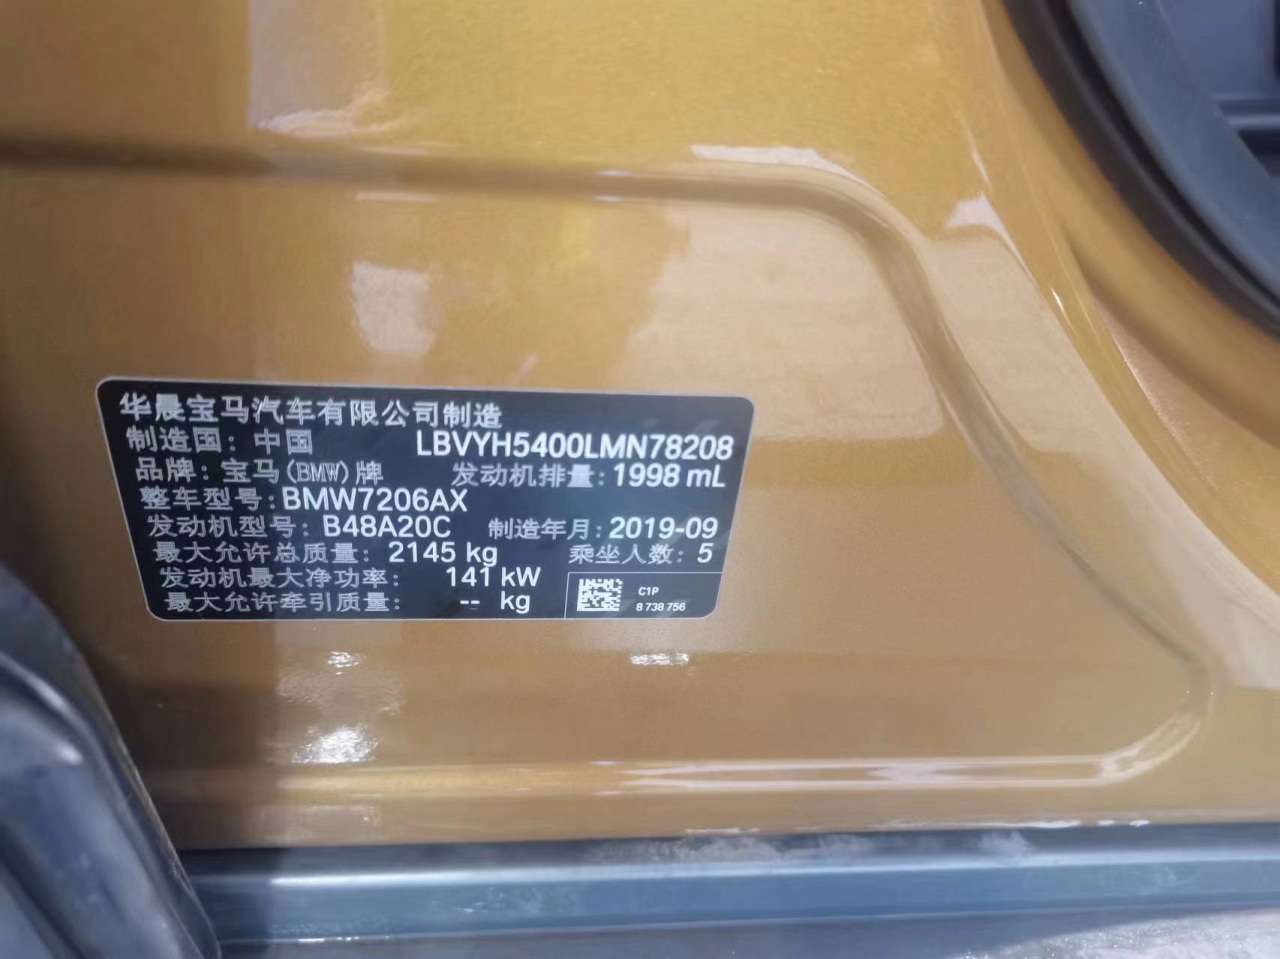 华晨宝马汽车有限公司制造
制造国：中国 LBVYH5400LMN78208
品牌：宝马(BMW)牌 发动机排量：1998 mL
整车型号：BMW7206AX
发动机型号：B48A20C 制造年月：2019-09
最大允许总质量：2145 kg 乘坐人数：5
发动机最大净功率：141 kW
最大允许牵引质量：-- kg
C1P
8 738 756